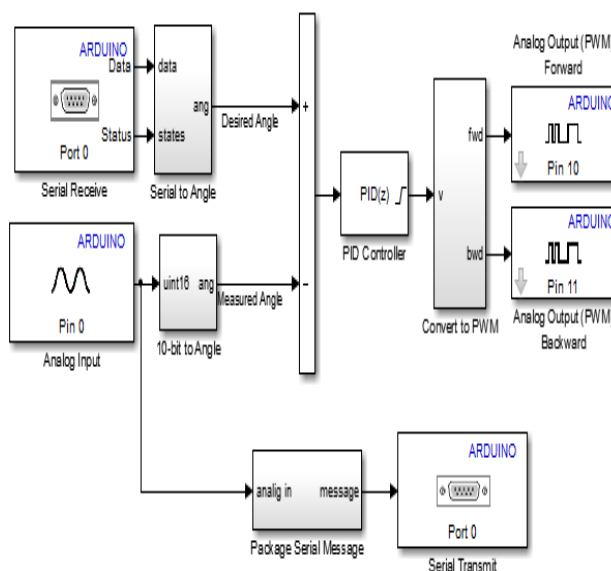 ARDUINO
Data
Status
Port 0
Serial Receive
data
states
ang
Serial to Angle
Desired Angle
+
ARDUINO
Pin 0
Analog Input
uint16
ang
10-bit to Angle
Measured Angle
−
PID(z)
PID Controller
v
fwd
bwd
Convert to PWM
Analog Output (PWM)
Forward
ARDUINO
Pin 10
ARDUINO
Pin 11
Analog Output (PWM)
Backward
analig in
message
Package Serial Message
ARDUINO
Port 0
Serial Transmit